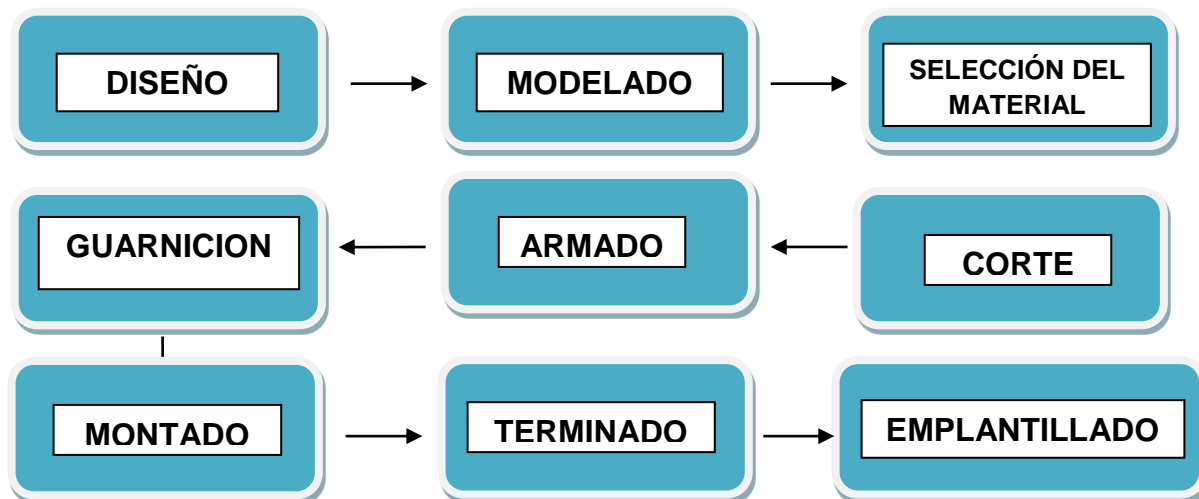 DISEÑO
MODELADO
SELECCIÓN DEL
MATERIAL
GUARNICION
ARMADO
CORTE
MONTADO
TERMINADO
EMPLANTILLADO